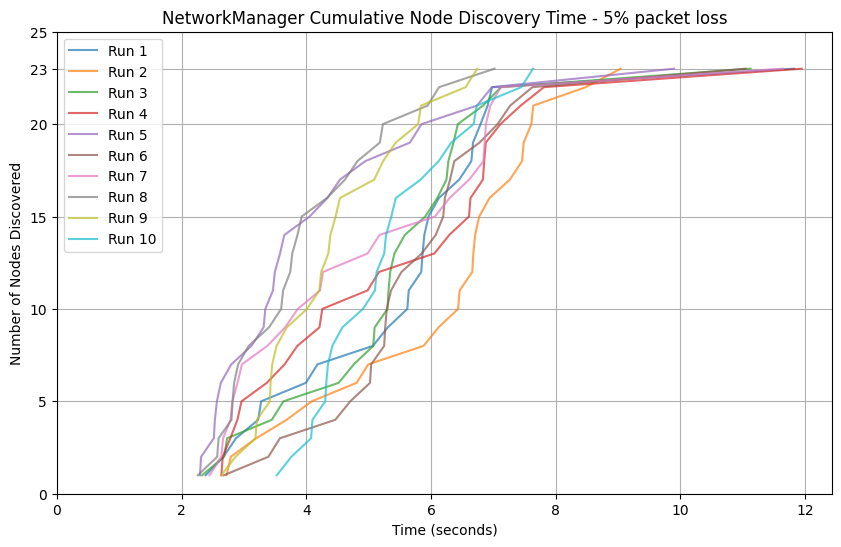 NetworkManager Cumulative Node Discovery Time - 5% packet loss
Number of Nodes Discovered
25
23
20
15
10
5
0
Run 1
Run 2
Run 3
Run 4
Run 5
Run 6
Run 7
Run 8
Run 9
Run 10
0 2 4 6 8 10 12
Time (seconds)